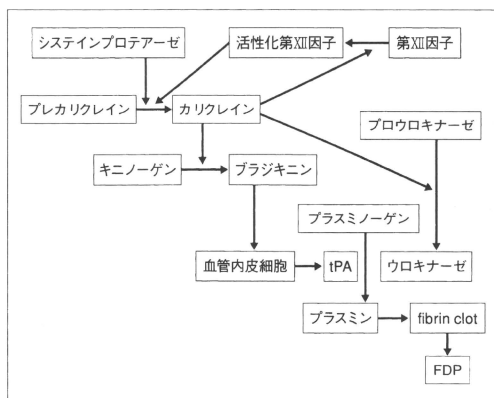 システインプロテアーゼ
活性化第XII因子
第XII因子
プレカリクレイン
カリクレイン
プロウロキナーゼ
キニノーゲン
ブラジキニン
プラスミノーゲン
血管内皮細胞
tPA
ウロキナーゼ
プラスミン
fibrin clot
FDP